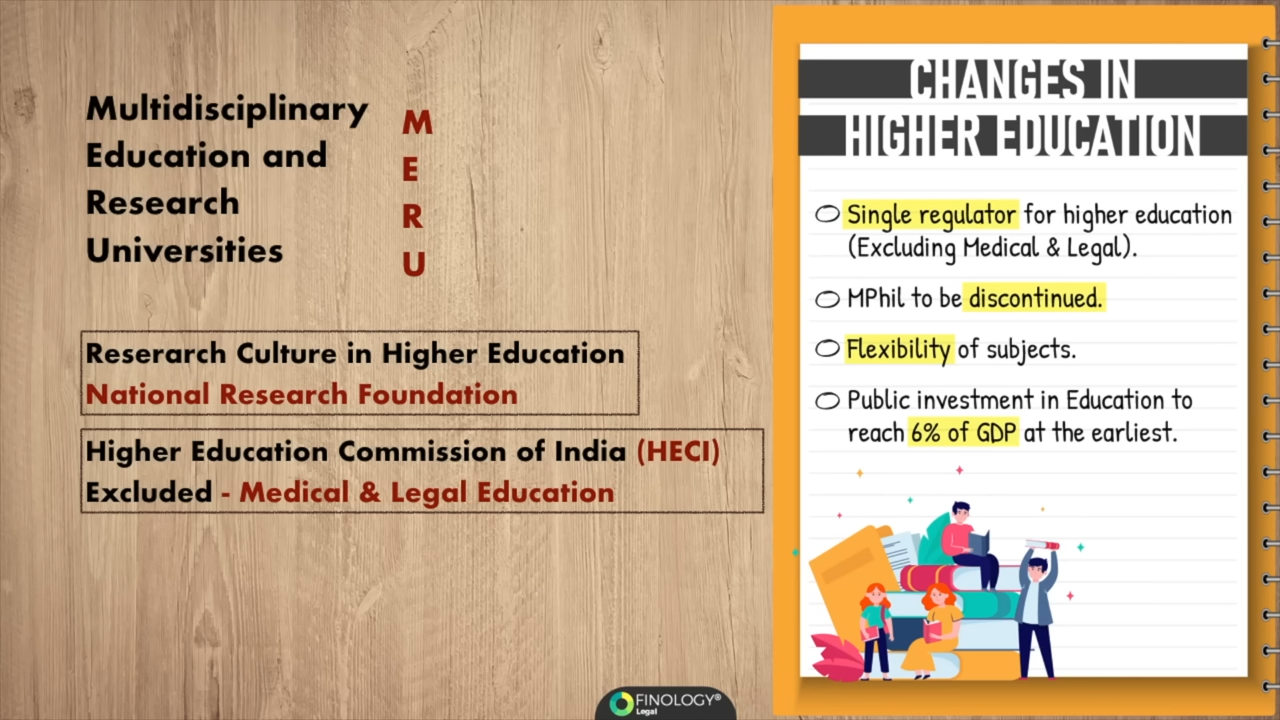 Multidisciplinary
Education and
Research
Universities
M
E
R
U
Reserarch Culture in Higher Education
National Research Foundation
Higher Education Commission of India (HECI)
Excluded - Medical & Legal Education
CHANGES IN
HIGHER EDUCATION
Single regulator for higher education
(Excluding Medical & Legal).
MPhil to be discontinued.
Flexibility of subjects.
Public investment in Education to
reach 6% of GDP at the earliest.
FINOLOGY®
Legal